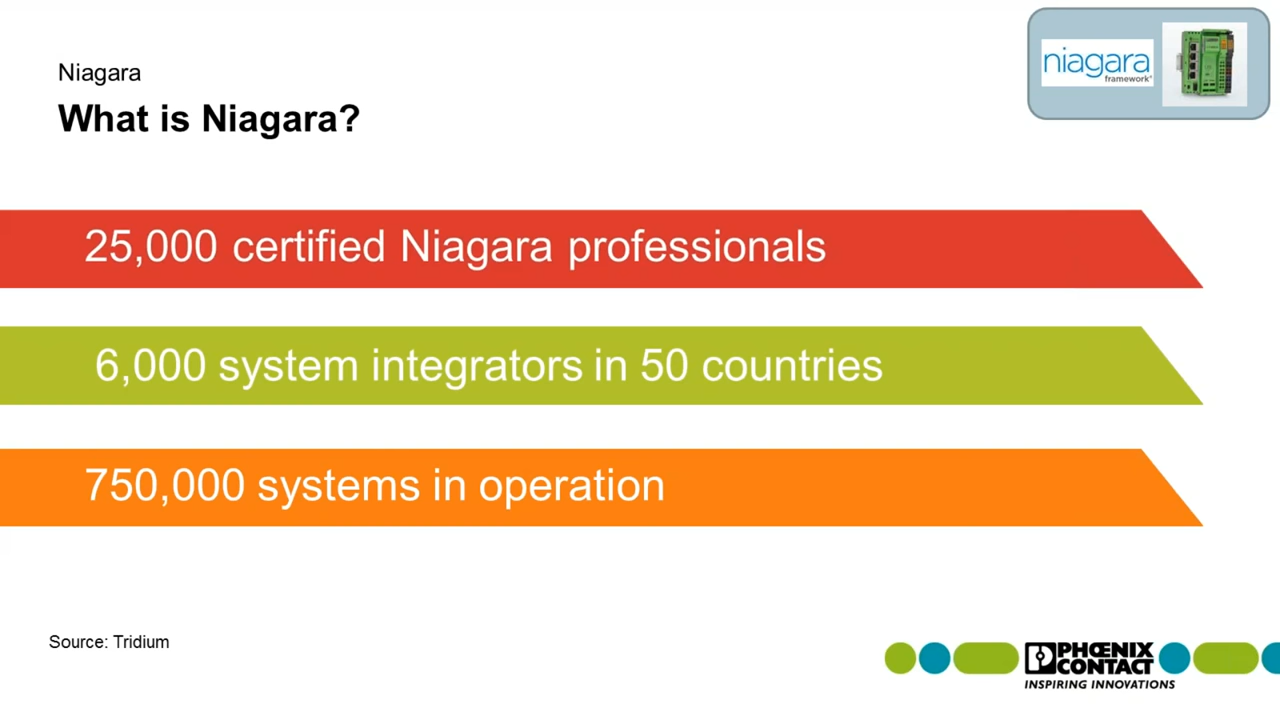 Niagara
What is Niagara?
niagara
framework®
25,000 certified Niagara professionals
6,000 system integrators in 50 countries
750,000 systems in operation
Source: Tridium
PHŒNIX
CONTACT
INSPIRING INNOVATIONS